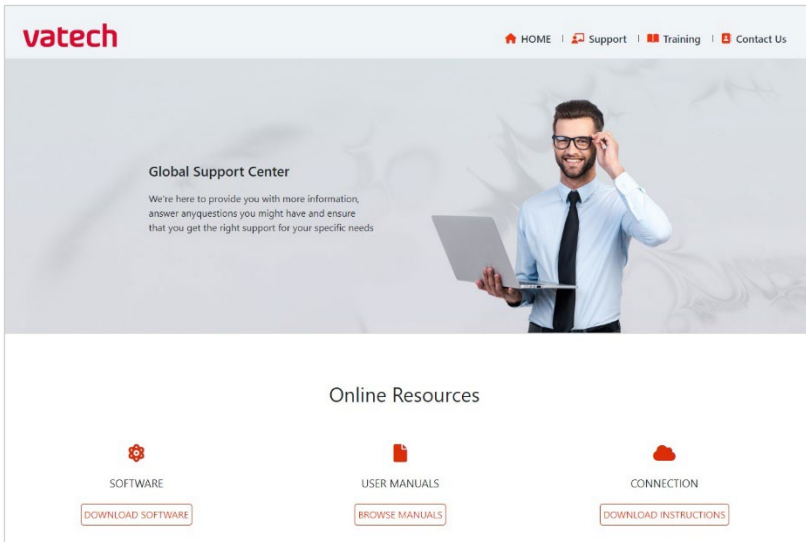 vatech
HOME | Support | Training | Contact Us
Global Support Center
We're here to provide you with more information,
answer anyquestions you might have and ensure
that you get the right support for your specific needs
Online Resources
SOFTWARE
DOWNLOAD SOFTWARE
USER MANUALS
BROWSE MANUALS
CONNECTION
DOWNLOAD INSTRUCTIONS